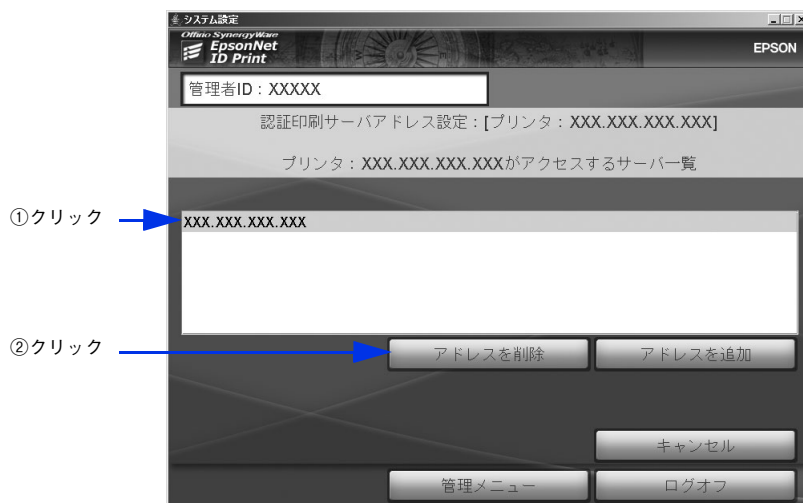 システム設定
Offirio SynergyWare
EpsonNet
ID Print
EPSON
管理者ID：XXXXX
認証印刷サーバアドレス設定：[プリンタ：XXX.XXX.XXX.XXX]
プリンタ：XXX.XXX.XXX.XXXがアクセスするサーバ一覧
①クリック
XXX.XXX.XXX.XXX
②クリック
アドレスを削除
アドレスを追加
キャンセル
管理メニュー
ログオフ